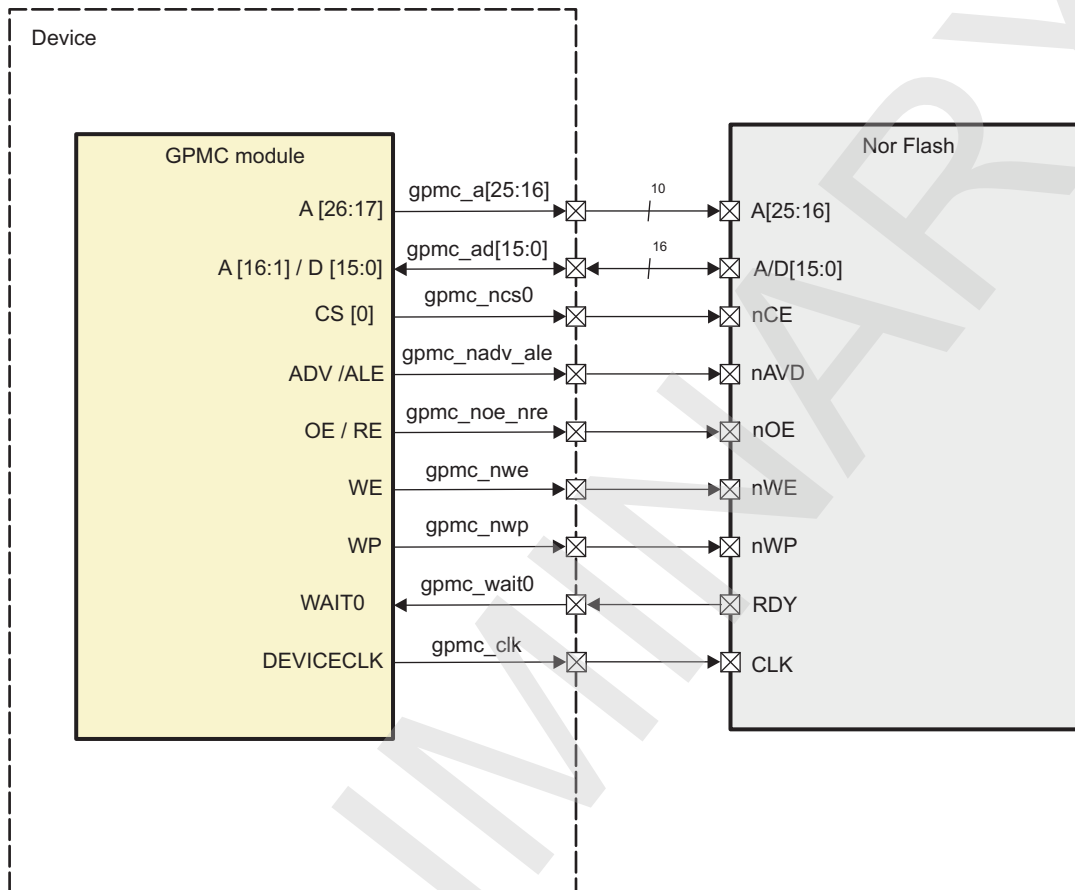 Device
GPMC module
Nor Flash
A [26:17]
gpmc_a[25:16]
10
A[25:16]
A [16:1] / D [15:0]
gpmc_ad[15:0]
16
A/D[15:0]
CS [0]
gpmc_ncs0
nCE
ADV /ALE
gpmc_nadv_ale
nAVD
OE / RE
gpmc_noe_nre
nOE
WE
gpmc_nwe
nWE
WP
gpmc_nwp
nWP
WAIT0
gpmc_wait0
RDY
DEVICECLK
gpmc_clk
CLK
IMINARY